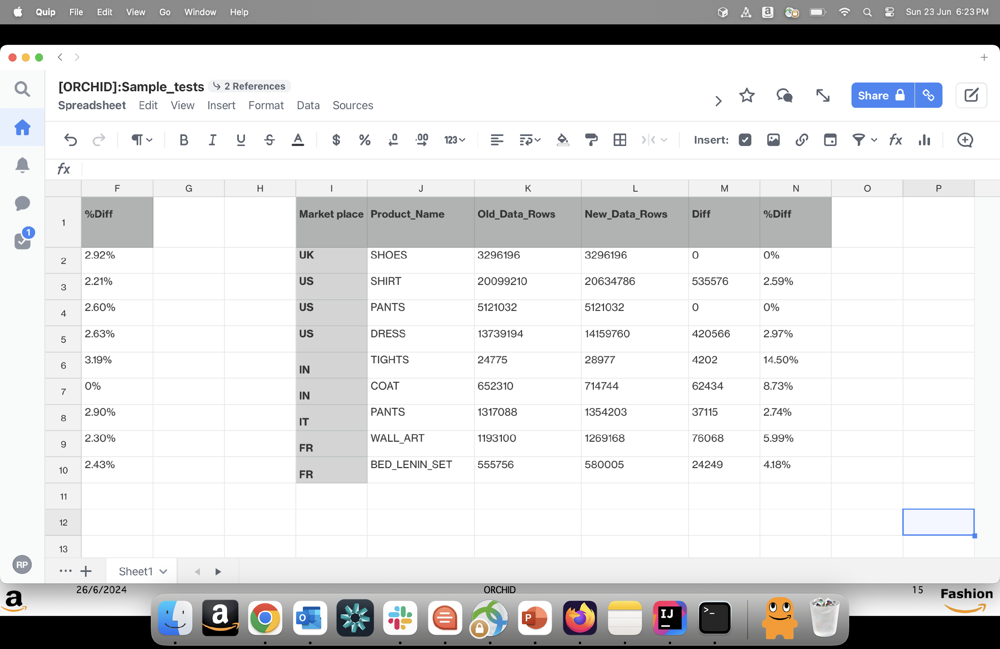 Quip File Edit View Go Window Help Sun 23 Jun 6:23 PM
[ORCHID]:Sample_tests 2 References
Spreadsheet Edit View Insert Format Data Sources
Share
B I U S A $ % .0 .00 123 Insert: fx
fx
F G H I J K L M N O P
1 %Diff Market place Product_Name Old_Data_Rows New_Data_Rows Diff %Diff
2 2.92% UK SHOES 3296196 3296196 0 0%
3 2.21% US SHIRT 20099210 20634786 535576 2.59%
4 2.60% US PANTS 5121032 5121032 0 0%
5 2.63% US DRESS 13739194 14159760 420566 2.97%
6 3.19% IN TIGHTS 24775 28977 4202 14.50%
7 0% IN COAT 652310 714744 62434 8.73%
8 2.90% IT PANTS 1317088 1354203 37115 2.74%
9 2.30% FR WALL_ART 1193100 1269168 76068 5.99%
10 2.43% FR BED_LENIN_SET 555756 580005 24249 4.18%
11
12
13
1
RP
Sheet1
26/6/2024 ORCHID 15
a Fashion
a O P IJ >_